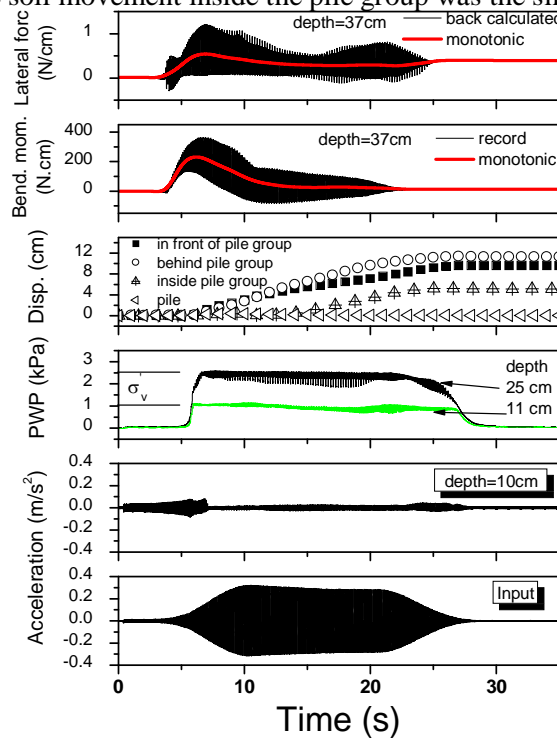 soil movement inside the pile group was the
Lateral forc
(N/cm)
1
0
depth=37cm
back calculated
monotonic
Bend. mom.
(N.cm)
400
200
0
depth=37cm
record
monotonic
Disp. (cm)
12
8
4
0
in front of pile group
behind pile group
inside pile group
pile
PWP (kPa)
3
2
1
0
σ'v
depth
25 cm
11 cm
Acceleration (m/s²)
0.4
0.2
0.0
-0.2
-0.4
depth=10cm
0.4
0.2
0.0
-0.2
-0.4
Input
0 10 20 30
Time (s)